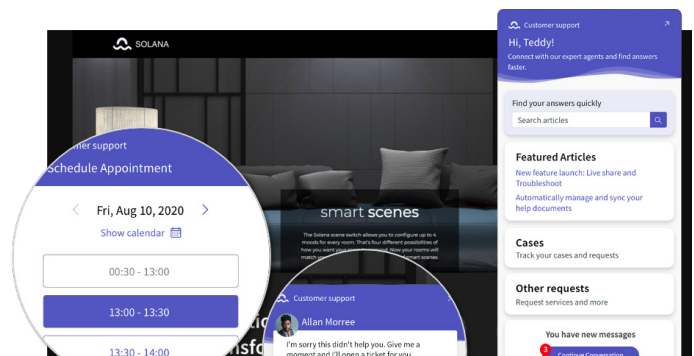 SOLANA
smart scenes
The Solana scene switch allows you to configure up to 4
moods for every room. That's four different possibilities of
how you want your
Now your rooms will
match
smart scenes.
Customer support
Hi, Teddy!
Connect with our expert agents and find answers
faster.
Find your answers quickly
Search articles
Featured Articles
New feature launch: Live share and
Troubleshoot
Automatically manage and sync your
help documents
Cases
Track your cases and requests
Other requests
Request services and more
You have new messages
3
Continue Conversation
mer support
Schedule Appointment
Fri, Aug 10, 2020
Show calendar
00:30 - 13:00
13:00 - 13:30
13:30 - 14:00
Customer support
Allan Morree
I'm sorry this didn't help you. Give me a
moment and I'll open a ticket for you